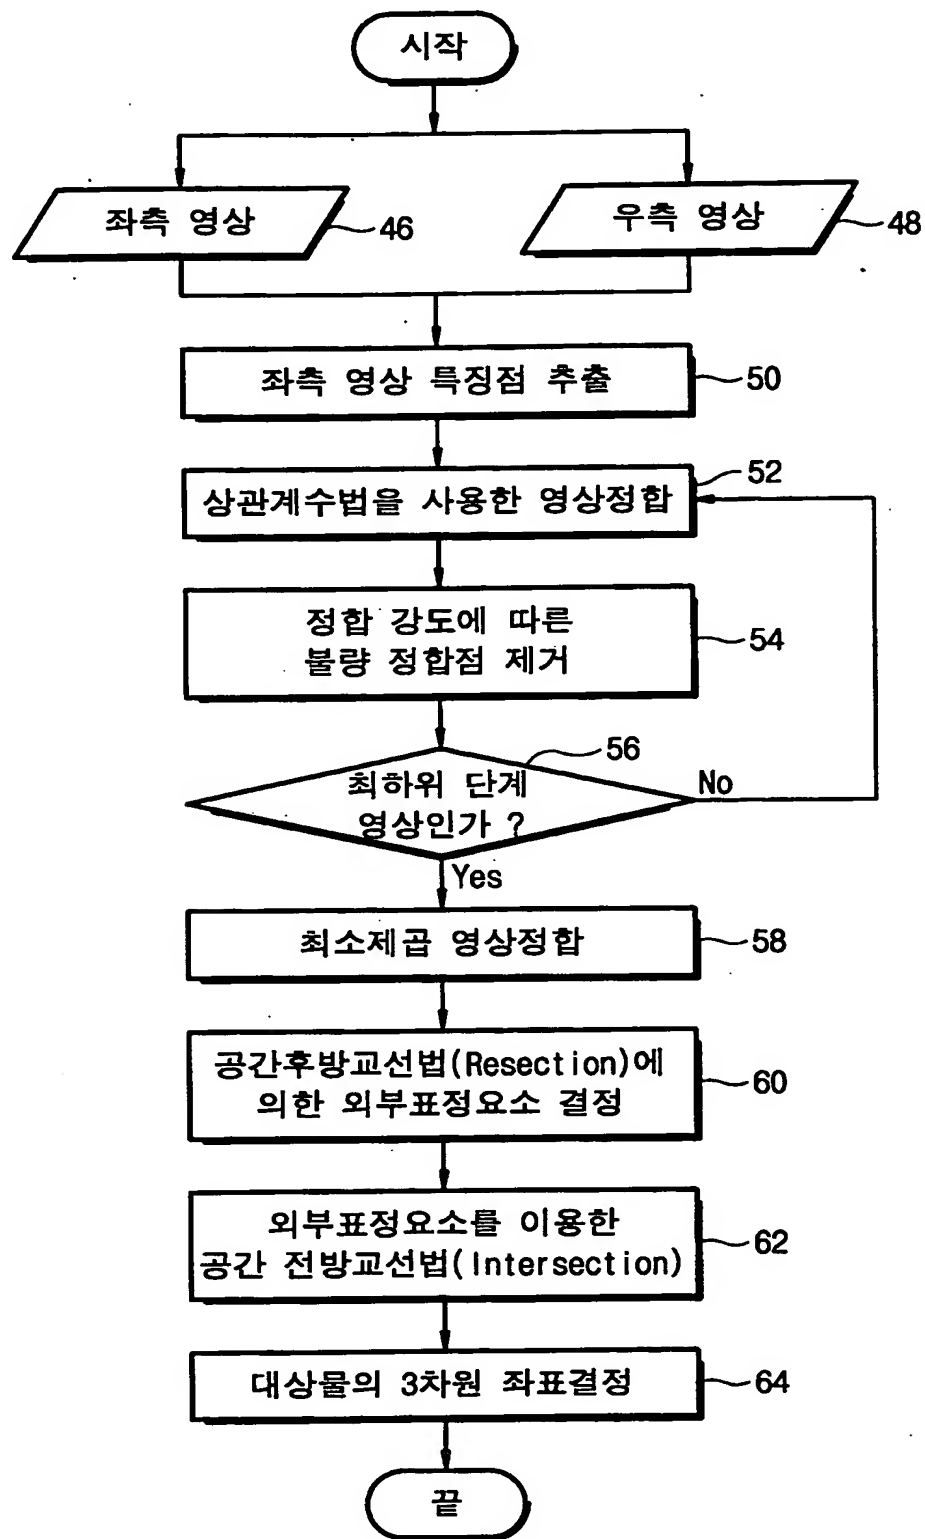 시작
좌측 영상
46
우측 영상
48
좌측 영상 특징점 추출
50
52
상관계수법을 사용한 영상정합
정합 강도에 따른
불량 정합점 제거
54
56
최하위 단계
영상인가 ?
No
Yes
최소제곱 영상정합
58
공간후방교선법(Resection)에
의한 외부표정요소 결정
60
외부표정요소를 이용한
공간 전방교선법(Intersection)
62
대상물의 3차원 좌표결정
64
끝